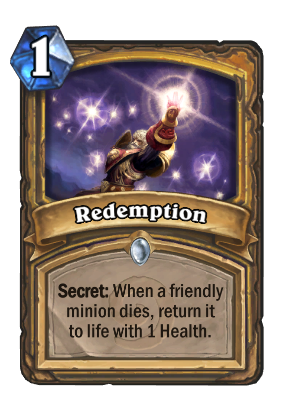 1
Redemption
Secret: When a friendly
minion dies, return it
to life with 1 Health.